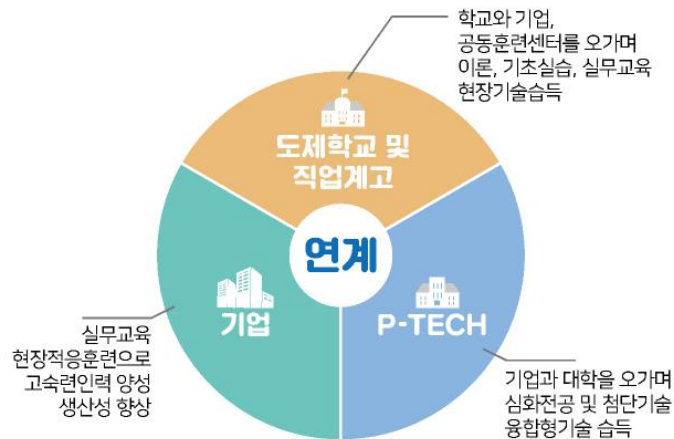 학교와 기업,
공동훈련센터를 오가며
이론, 기초실습, 실무교육
현장기술습득
도제학교 및
직업계고
연계
기업
P-TECH
실무교육
현장적응훈련으로
고숙련인력 양성
생산성 향상
기업과 대학을 오가며
심화전공 및 첨단기술
융합형기술 습득